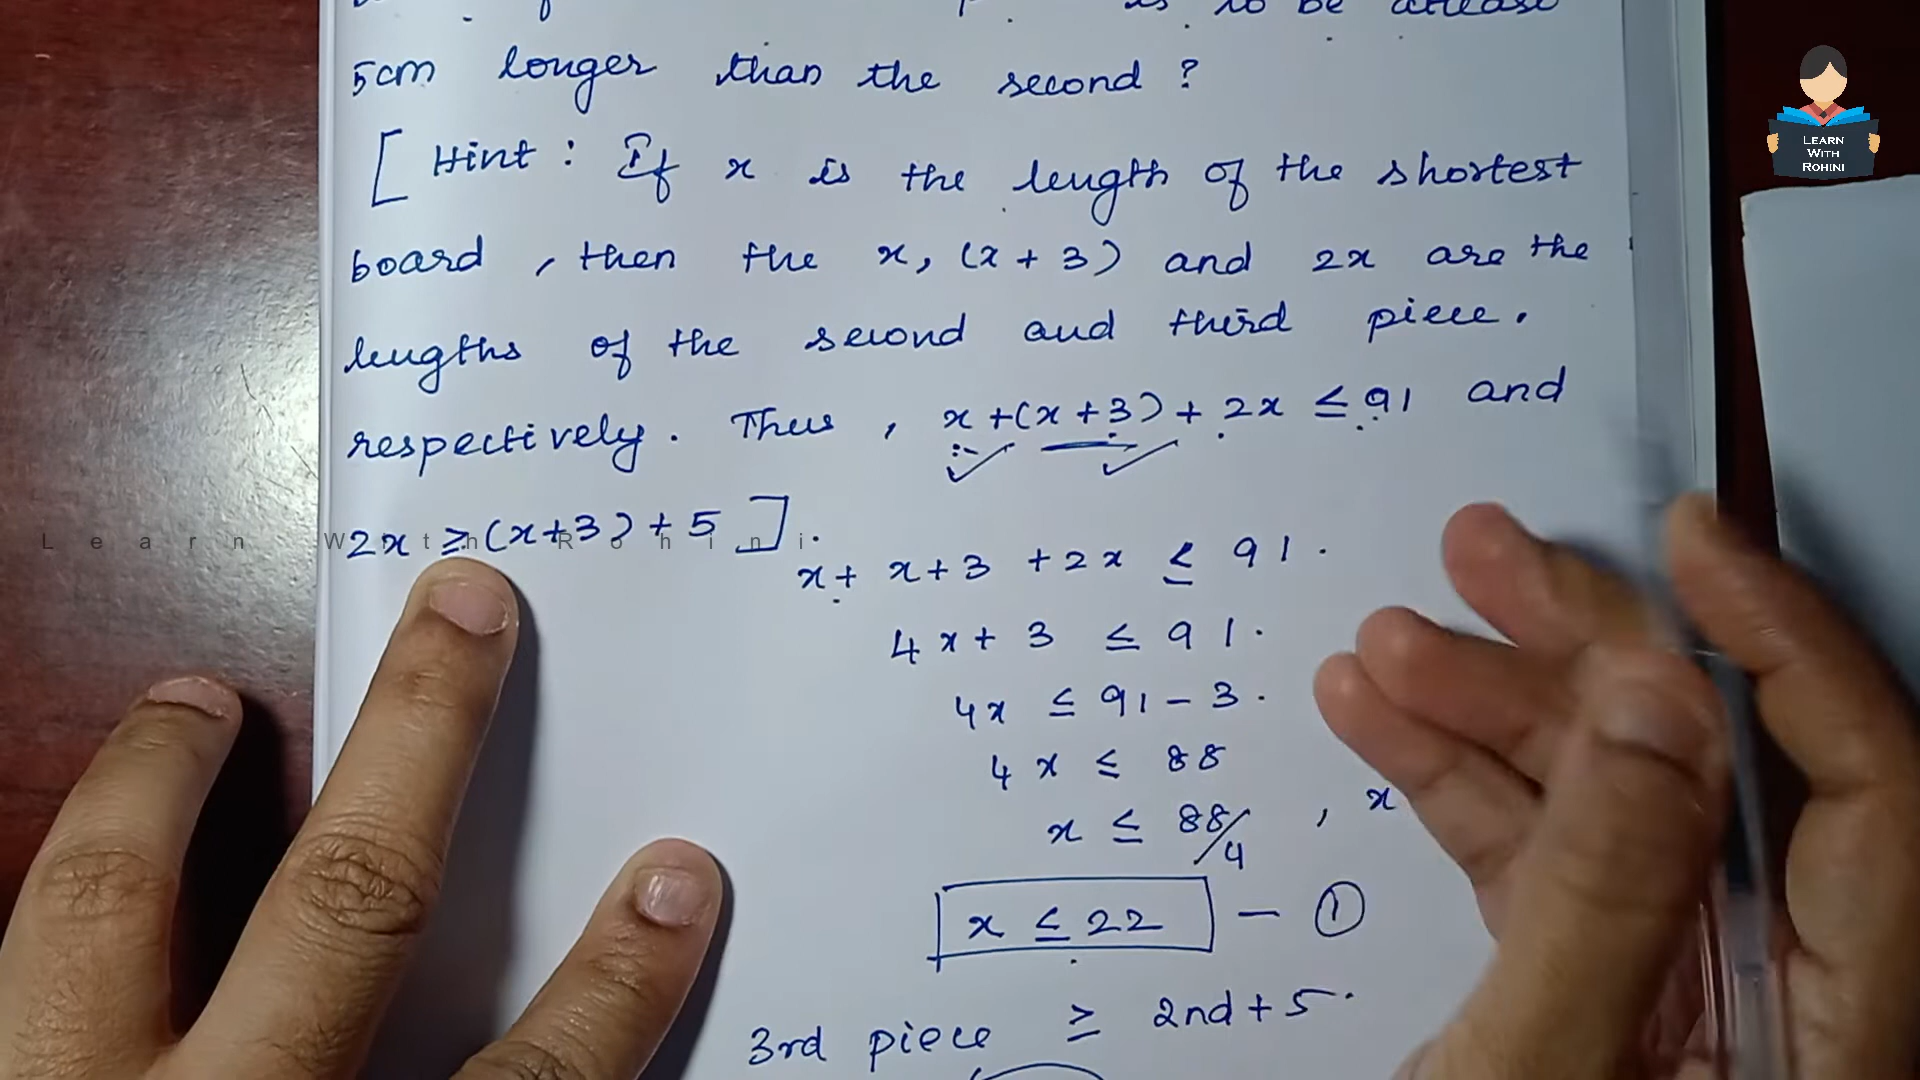 to be atleast
5cm longer than the second ?
[ Hint : If x is the length of the shortest
board , then the x, (x + 3) and 2x are the
lengths of the second and third piece.
respectively. Thus , x +(x +3) + 2x ≤ 91 and
2x ≥ (x+3) + 5 ].
x + x+3 +2x ≤ 91.
4x+ 3 ≤ 91.
4x ≤ 91 - 3.
4x ≤ 88
x ≤ 88/4 , x
x ≤ 22 — ①
3rd piece ≥ 2nd + 5.
LEARN
WITH
ROHINI
Learn With Rohini